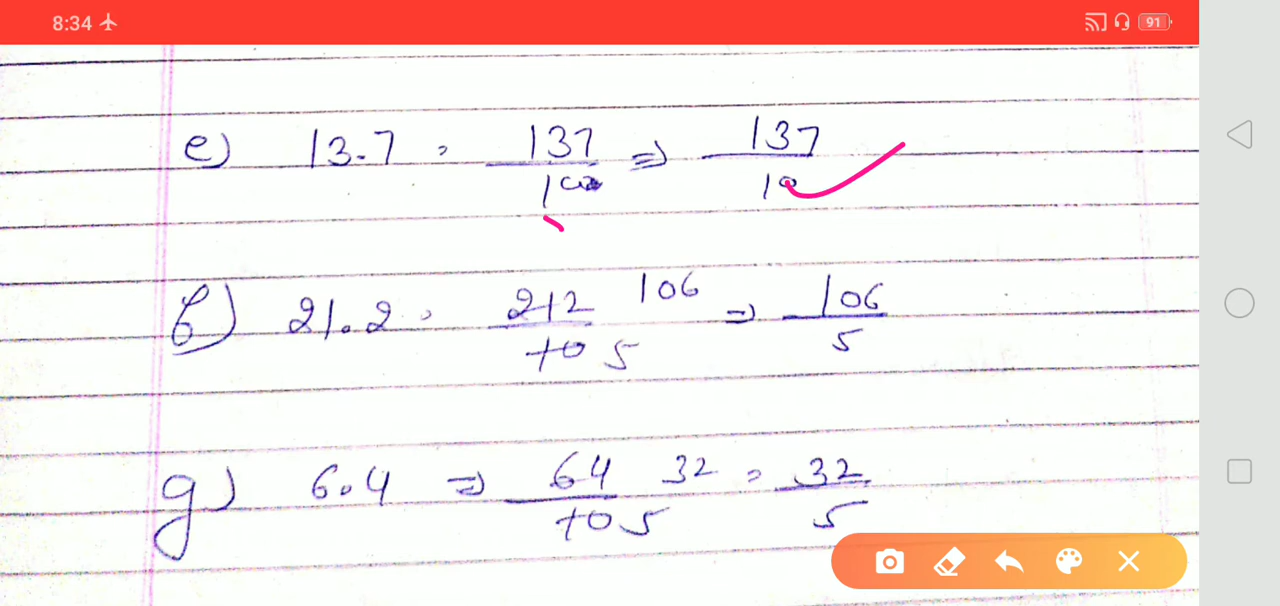 8:34 91
e) 13.7 = 137/10 => 137/10
f) 21.2 = 212/10 106 5 => 106/5
g) 6.4 => 64/10 32 5 = 32/5